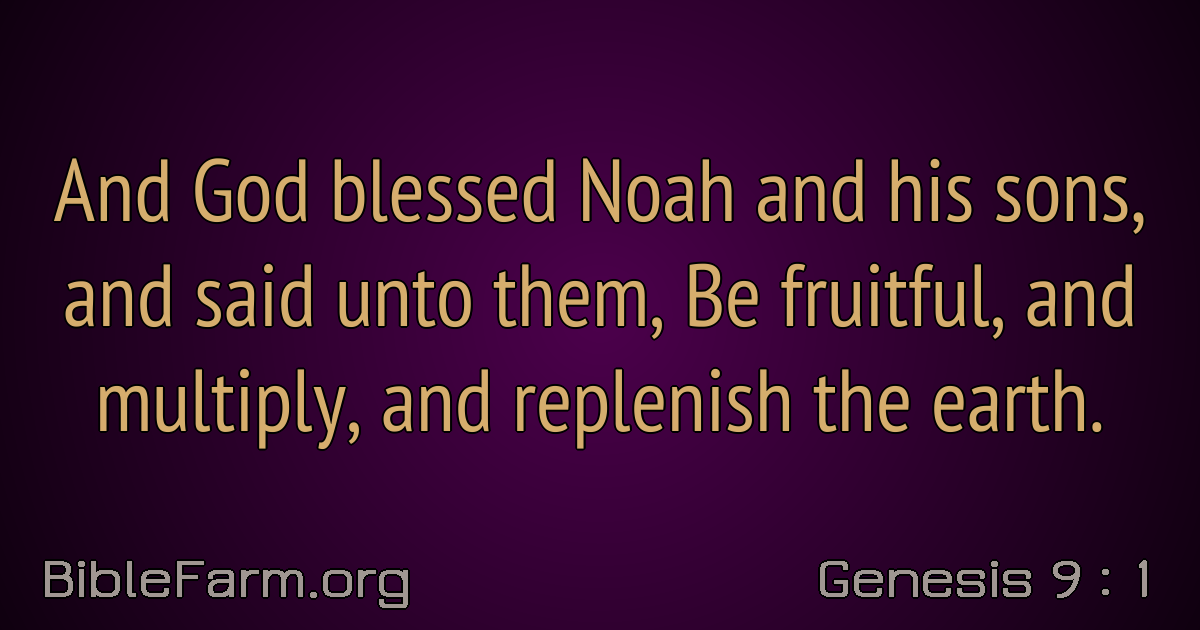 And God blessed Noah and his sons,
and said unto them, Be fruitful, and
multiply, and replenish the earth.
BibleFarm.org
Genesis 9 : 1